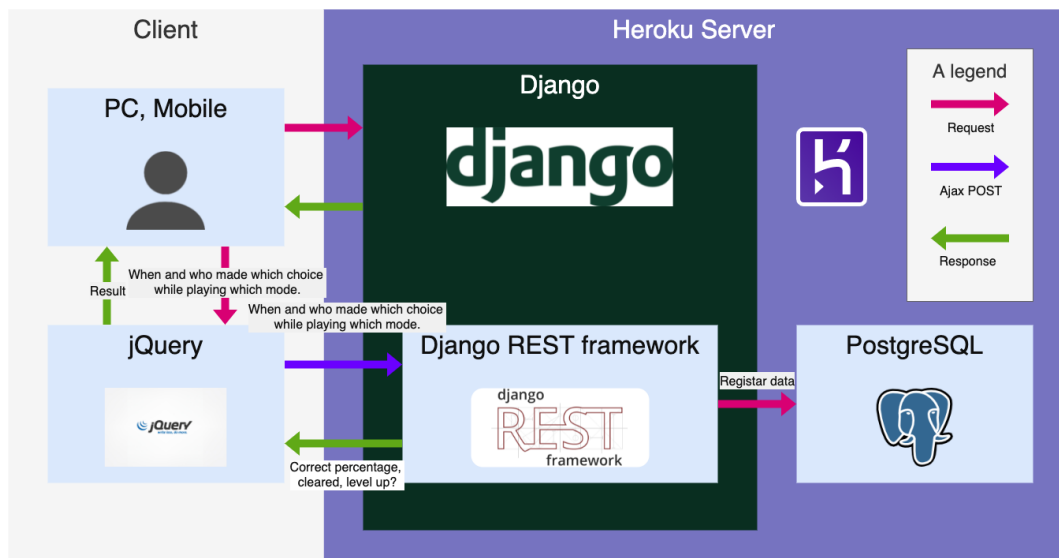 Client
Heroku Server
Django
A legend
PC, Mobile
django
Request
Ajax POST
Response
When and who made which choice
while playing which mode.
Result
When and who made which choice
while playing which mode.
jQuery
Django REST framework
PostgreSQL
Registar data
jQuery
django
REST
framework
Correct percentage,
cleared, level up?